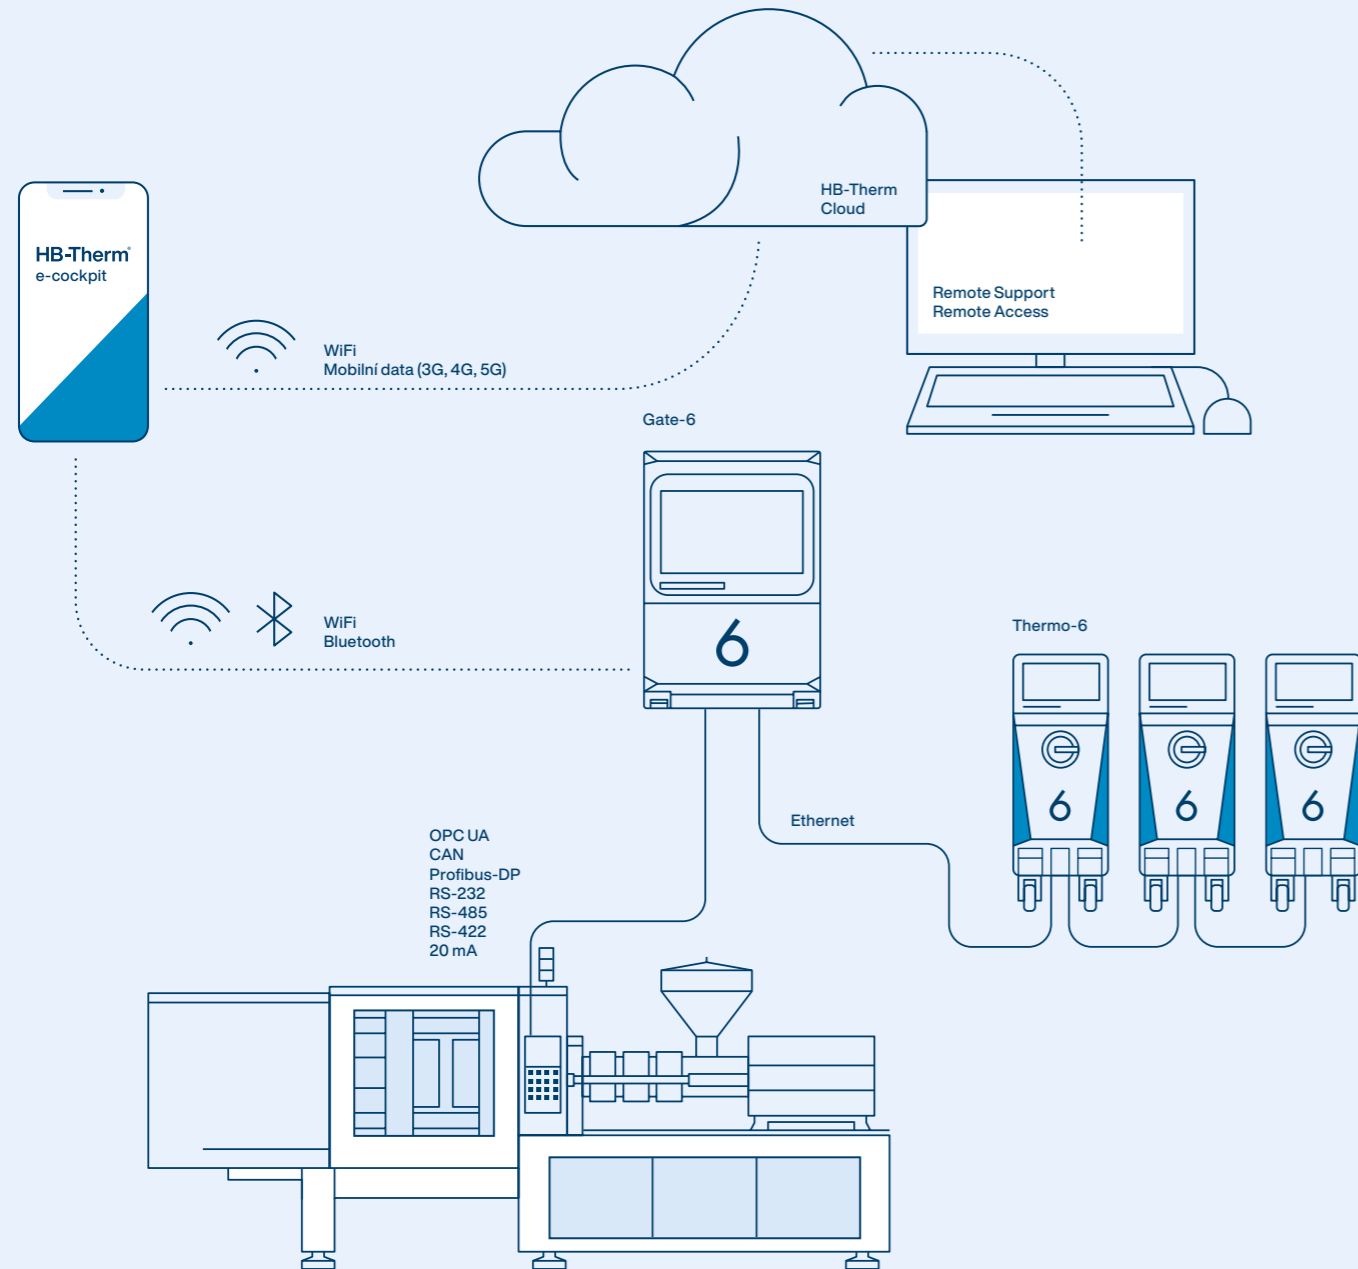 HB-Therm
Cloud
HB-Therm®
e-cockpit
Remote Support
Remote Access
WiFi
Mobilní data (3G, 4G, 5G)
Gate-6
6
WiFi
Bluetooth
Thermo-6
6
6
6
Ethernet
OPC UA
CAN
Profibus-DP
RS-232
RS-485
RS-422
20 mA